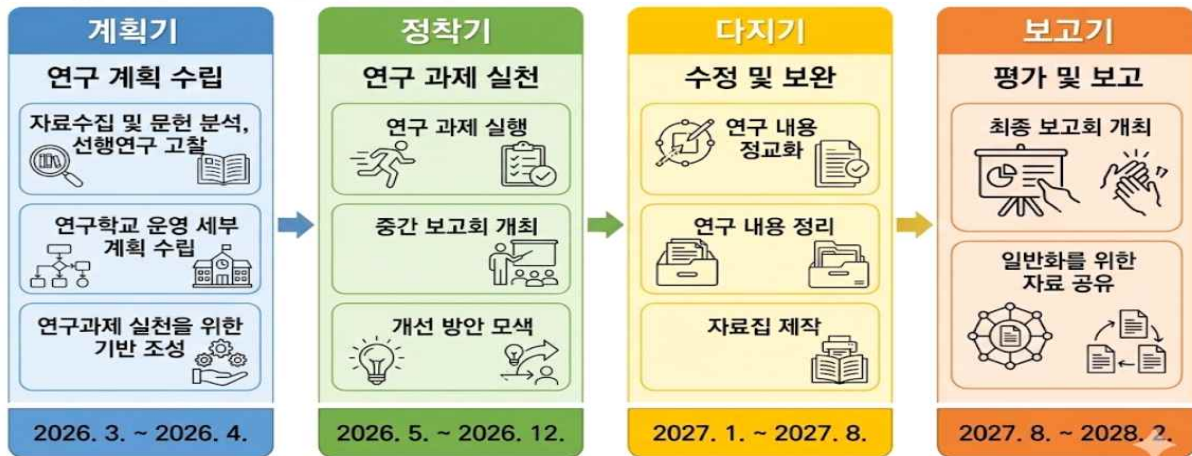 계획기
연구 계획 수립
자료수집 및 문헌 분석,
선행연구 고찰
연구학교 운영 세부
계획 수립
연구과제 실천을 위한
기반 조성
2026. 3. ~ 2026. 4.
정착기
연구 과제 실천
연구 과제 실행
중간 보고회 개최
개선 방안 모색
2026. 5. ~ 2026. 12.
다지기
수정 및 보완
연구 내용
정교화
연구 내용 정리
자료집 제작
2027. 1. ~ 2027. 8.
보고기
평가 및 보고
최종 보고회 개최
일반화를 위한
자료 공유
2027. 8. ~ 2028. 2.